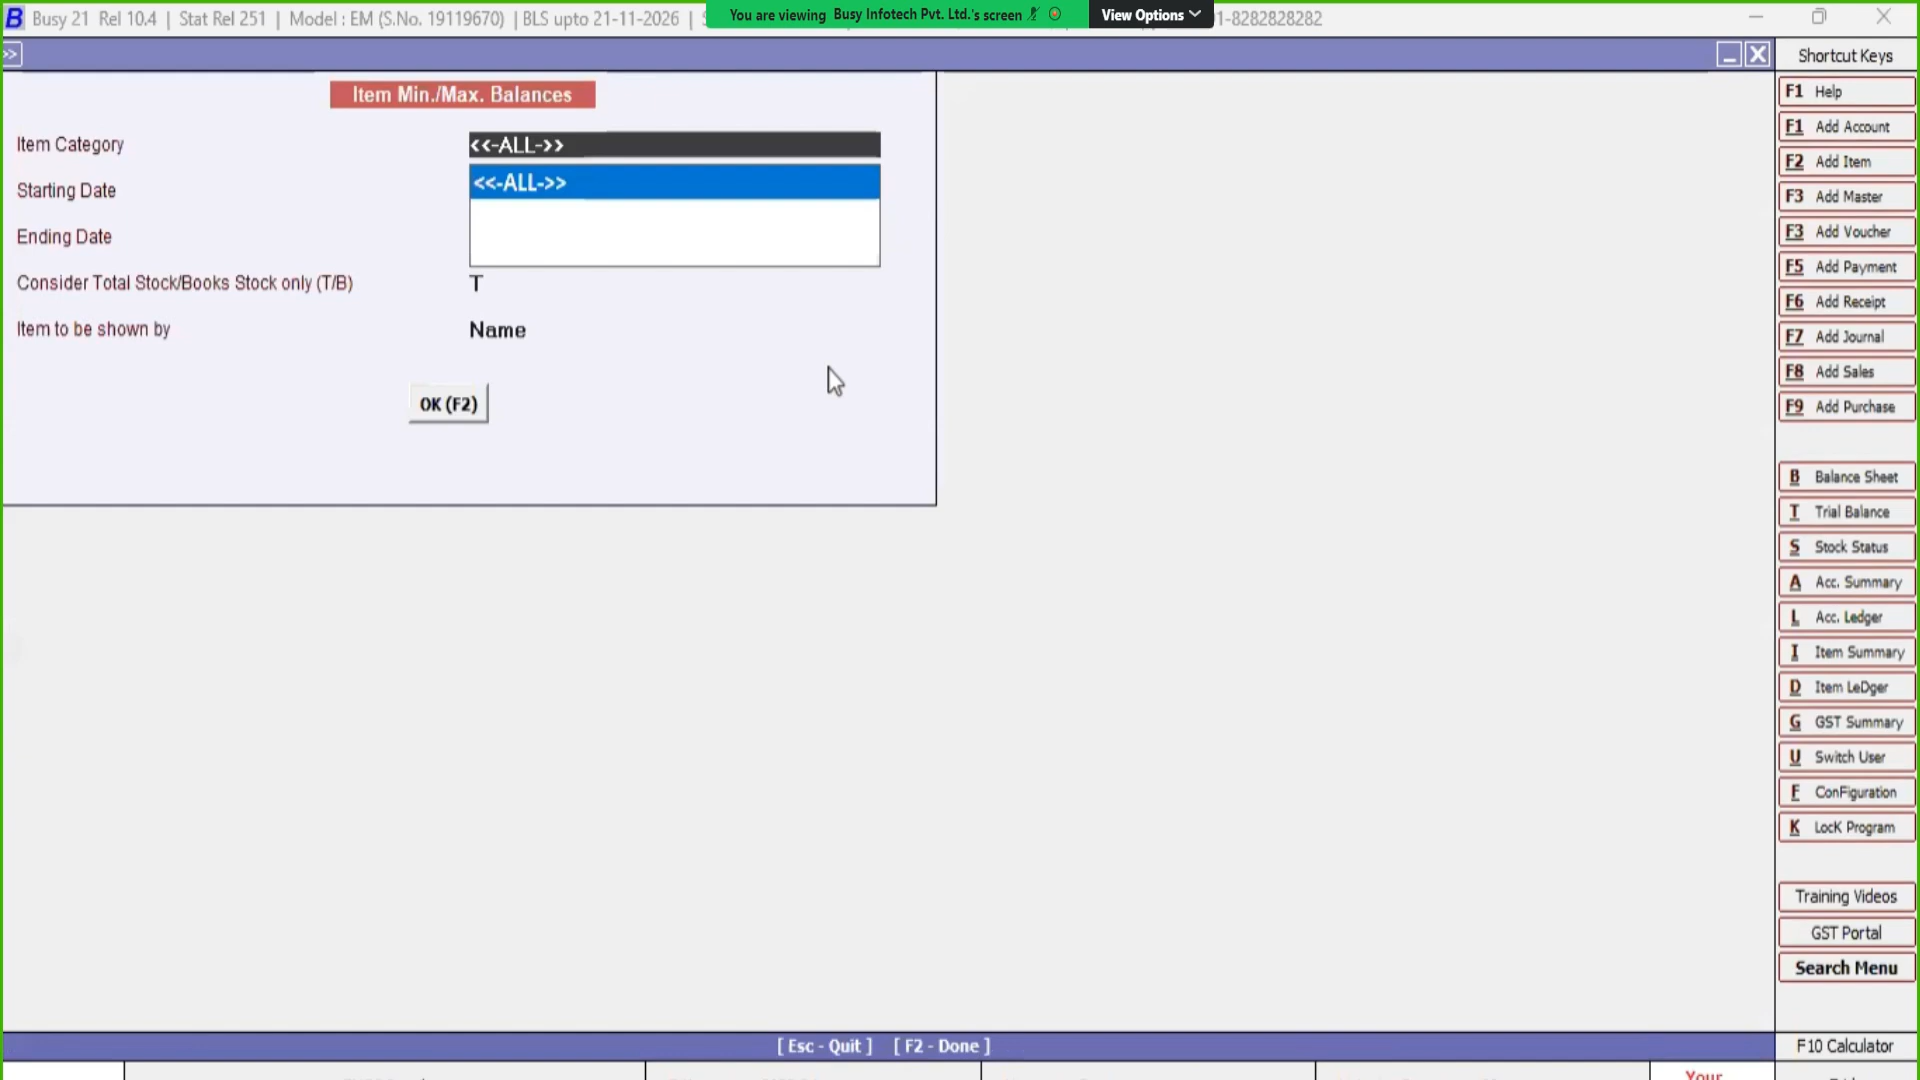 B Busy 21 Rel 10.4 | Stat Rel 251 | Model : EM (S.No. 19119670) | BLS upto 21-11-2026 |
You are viewing Busy Infotech Pvt. Ltd.'s screen
View Options
1-8282828282
>>
Shortcut Keys
Item Min./Max. Balances
Item Category <<-ALL->>
<<-ALL->>
Starting Date
Ending Date
Consider Total Stock/Books Stock only (T/B) T
Item to be shown by Name
OK (F2)
F1 Help
F1 Add Account
F2 Add Item
F3 Add Master
F3 Add Voucher
F5 Add Payment
F6 Add Receipt
F7 Add Journal
F8 Add Sales
F9 Add Purchase
B Balance Sheet
T Trial Balance
S Stock Status
A Acc. Summary
L Acc. Ledger
I Item Summary
D Item LeDger
G GST Summary
U Switch User
F ConFiguration
K LocK Program
Training Videos
GST Portal
Search Menu
[ Esc - Quit ] [ F2 - Done ]
F10 Calculator
Your